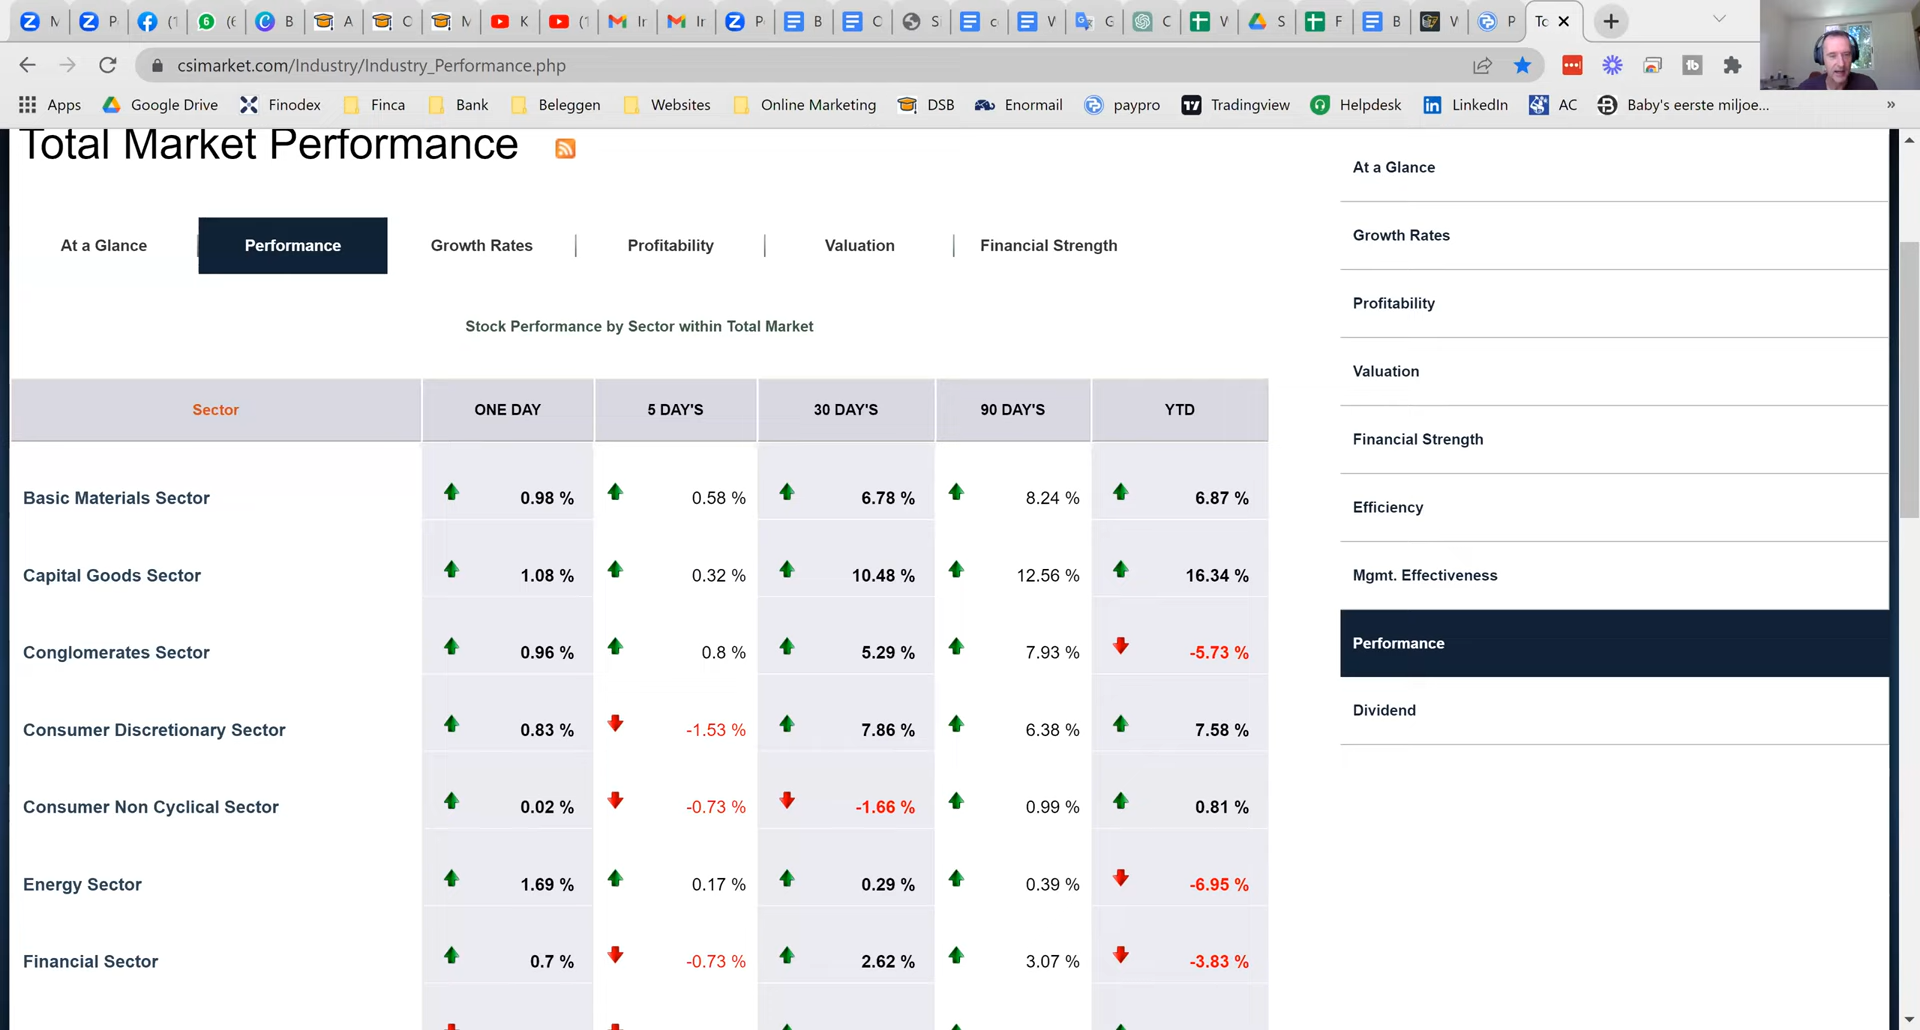 M
P
(1
(6
B
A
C
M
K
(1
Ir
Ir
P
B
C
S
c
V
G
C
V
S
F
B
V
P
Tc
csimarket.com/Industry/Industry_Performance.php
Apps
Google Drive
Finodex
Finca
Bank
Beleggen
Websites
Online Marketing
DSB
Enormail
paypro
Tradingview
Helpdesk
LinkedIn
AC
Baby's eerste miljoe...
»
Total Market Performance
At a Glance
Performance
Growth Rates
Profitability
Valuation
Financial Strength
Stock Performance by Sector within Total Market
Sector ONE DAY 5 DAY'S 30 DAY'S 90 DAY'S YTD
Basic Materials Sector 0.98 % 0.58 % 6.78 % 8.24 % 6.87 %
Capital Goods Sector 1.08 % 0.32 % 10.48 % 12.56 % 16.34 %
Conglomerates Sector 0.96 % 0.8 % 5.29 % 7.93 % -5.73 %
Consumer Discretionary Sector 0.83 % -1.53 % 7.86 % 6.38 % 7.58 %
Consumer Non Cyclical Sector 0.02 % -0.73 % -1.66 % 0.99 % 0.81 %
Energy Sector 1.69 % 0.17 % 0.29 % 0.39 % -6.95 %
Financial Sector 0.7 % -0.73 % 2.62 % 3.07 % -3.83 %
At a Glance
Growth Rates
Profitability
Valuation
Financial Strength
Efficiency
Mgmt. Effectiveness
Performance
Dividend